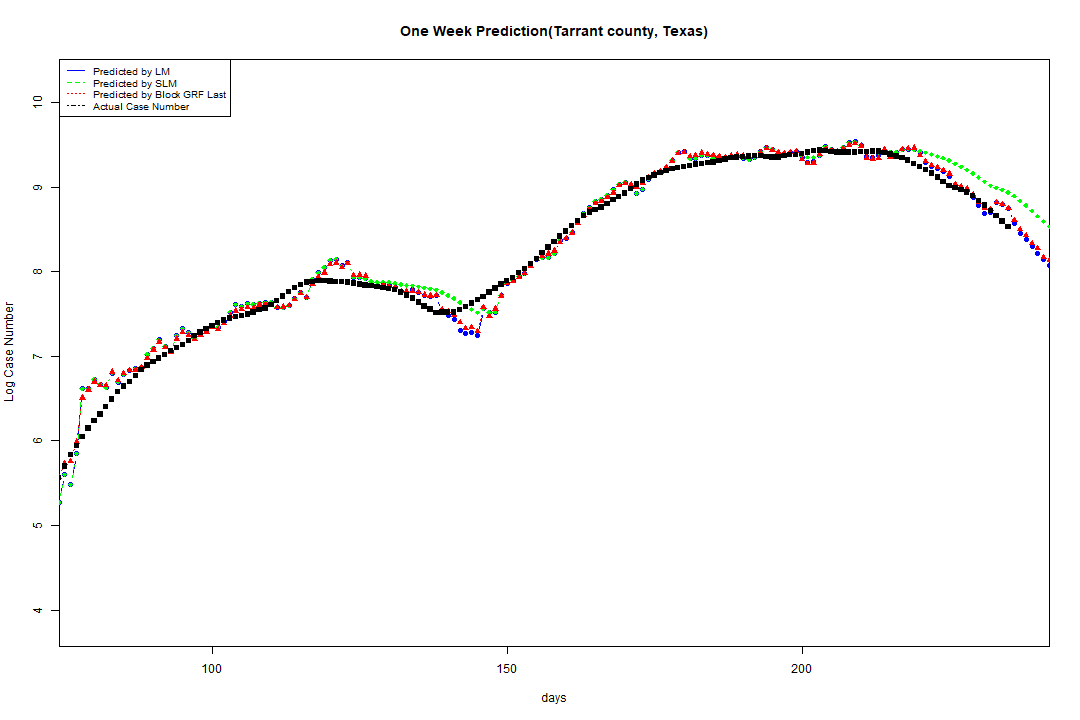 One Week Prediction(Tarrant county, Texas)
Predicted by LM
Predicted by SLM
Predicted by Block GRF Last
Actual Case Number
10
9
8
7
6
5
4
Log Case Number
100
150
200
days